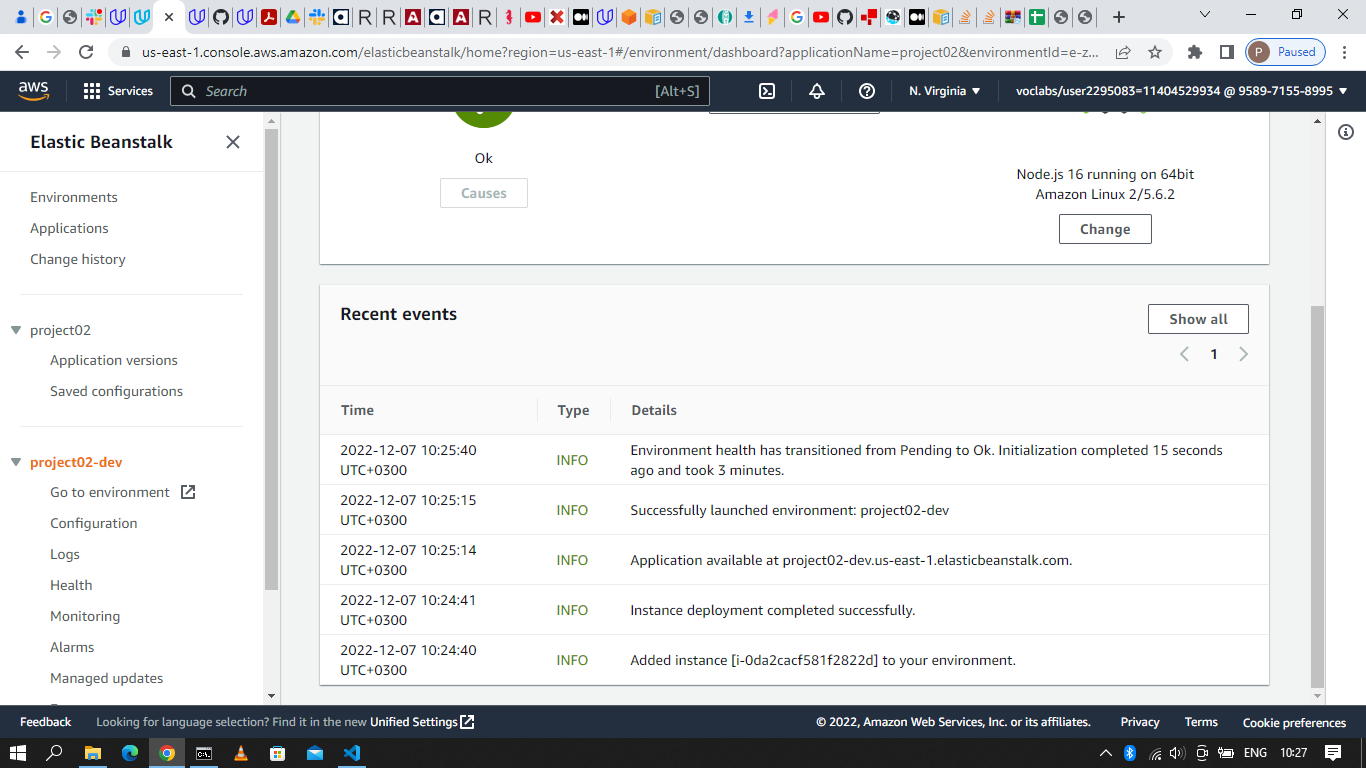 us-east-1.console.aws.amazon.com/elasticbeanstalk/home?region=us-east-1#/environment/dashboard?applicationName=project02&environmentId=e-z...
P Paused
aws
Services
Search
[Alt+S]
N. Virginia
voclabs/user2295083=11404529934 @ 9589-7155-8995
Elastic Beanstalk
Environments
Applications
Change history
project02
Application versions
Saved configurations
project02-dev
Go to environment
Configuration
Logs
Health
Monitoring
Alarms
Managed updates
Ok
Causes
Node.js 16 running on 64bit
Amazon Linux 2/5.6.2
Change
Recent events
Show all
1
Time Type Details
2022-12-07 10:25:40
UTC+0300
INFO
Environment health has transitioned from Pending to Ok. Initialization completed 15 seconds
ago and took 3 minutes.
2022-12-07 10:25:15
UTC+0300
INFO
Successfully launched environment: project02-dev
2022-12-07 10:25:14
UTC+0300
INFO
Application available at project02-dev.us-east-1.elasticbeanstalk.com.
2022-12-07 10:24:41
UTC+0300
INFO
Instance deployment completed successfully.
2022-12-07 10:24:40
UTC+0300
INFO
Added instance [i-0da2cacf581f2822d] to your environment.
Feedback
Looking for language selection? Find it in the new Unified Settings
© 2022, Amazon Web Services, Inc. or its affiliates.
Privacy
Terms
Cookie preferences
ENG
10:27